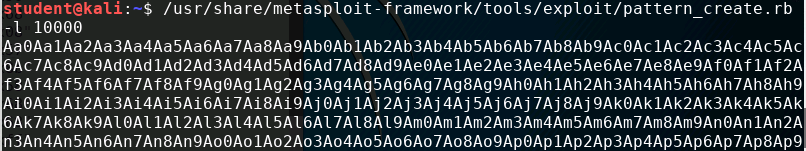 student@kali:~$ /usr/share/metasploit-framework/tools/exploit/pattern_create.rb
-l 10000
Aa0Aa1Aa2Aa3Aa4Aa5Aa6Aa7Aa8Aa9Ab0Ab1Ab2Ab3Ab4Ab5Ab6Ab7Ab8Ab9Ac0Ac1Ac2Ac3Ac4Ac5Ac
6Ac7Ac8Ac9Ad0Ad1Ad2Ad3Ad4Ad5Ad6Ad7Ad8Ad9Ae0Ae1Ae2Ae3Ae4Ae5Ae6Ae7Ae8Ae9Af0Af1Af2A
f3Af4Af5Af6Af7Af8Af9Ag0Ag1Ag2Ag3Ag4Ag5Ag6Ag7Ag8Ag9Ah0Ah1Ah2Ah3Ah4Ah5Ah6Ah7Ah8Ah9
Ai0Ai1Ai2Ai3Ai4Ai5Ai6Ai7Ai8Ai9Aj0Aj1Aj2Aj3Aj4Aj5Aj6Aj7Aj8Aj9Ak0Ak1Ak2Ak3Ak4Ak5Ak
6Ak7Ak8Ak9Al0Al1Al2Al3Al4Al5Al6Al7Al8Al9Am0Am1Am2Am3Am4Am5Am6Am7Am8Am9An0An1An2A
n3An4An5An6An7An8An9Ao0Ao1Ao2Ao3Ao4Ao5Ao6Ao7Ao8Ao9Ap0Ap1Ap2Ap3Ap4Ap5Ap6Ap7Ap8Ap9